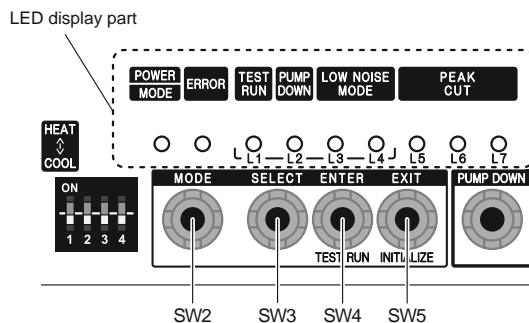 LED display part
POWER
MODE
ERROR
TEST
RUN
PUMP
DOWN
LOW NOISE
MODE
PEAK
CUT
HEAT
COOL
L1
L2
L3
L4
L5
L6
L7
ON
1 2 3 4
MODE
SELECT
ENTER
EXIT
PUMP DOWN
TEST RUN
INITIALIZE
SW2
SW3
SW4
SW5